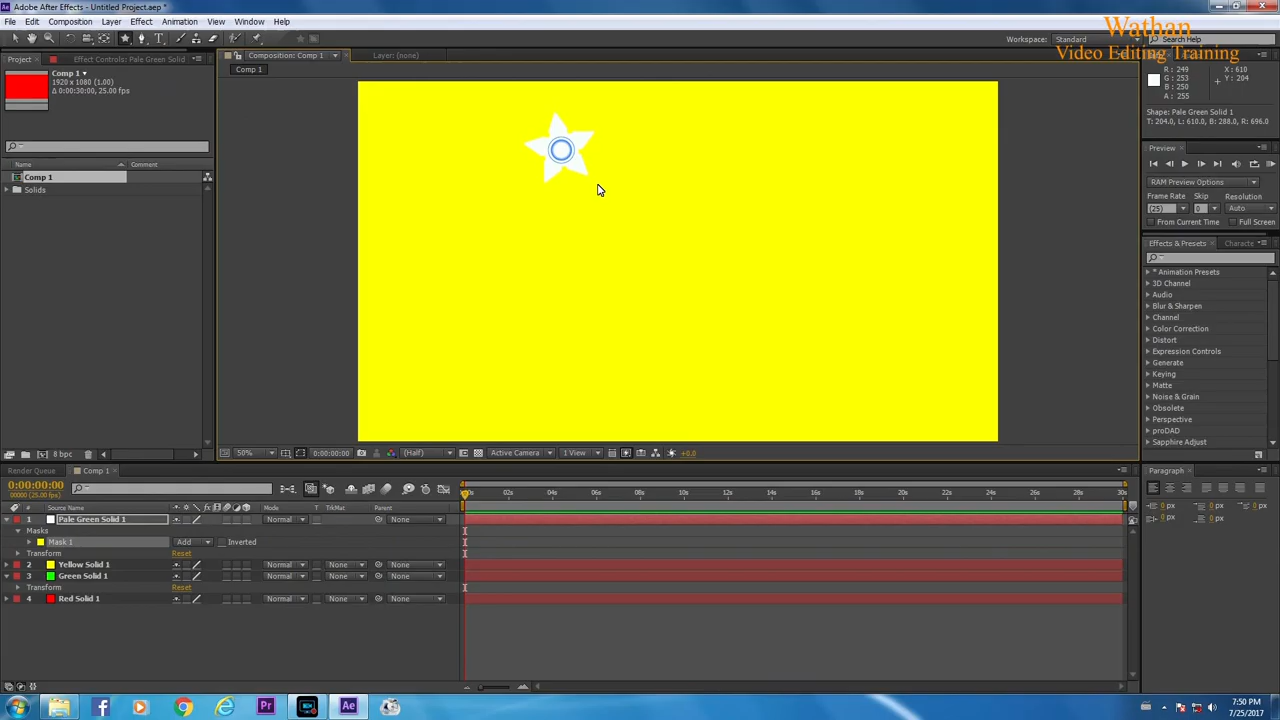 Adobe After Effects - Untitled Project.aep *
File Edit Composition Layer Effect Animation View Window Help
Wathan
Video Editing Training
Workspace: Standard
Search Help
Project
Effect Controls: Pale Green Solid
Composition: Comp 1
Layer: (none)
Comp 1
Comp 1
1920 x 1080 (1.00)
Δ 0:00:30:00, 25.00 fps
R : 249
G : 253
B : 250
A : 255
X : 610
Y : 204
Shape: Pale Green Solid 1
T: 204.0, L: 610.0, B: 288.0, R: 696.0
Preview
RAM Preview Options
Frame Rate Skip Resolution
(25) 0 Auto
From Current Time Full Screen
Name Comment
Comp 1
Solids
Effects & Presets Characte
* Animation Presets
3D Channel
Audio
Blur & Sharpen
Channel
Color Correction
Distort
Expression Controls
Generate
Keying
Matte
Noise & Grain
Obsolete
Perspective
proDAD
Sapphire Adjust
8 bpc
50% 0:00:00:00 (Half) Active Camera 1 View +0.0
Render Queue Comp 1
0:00:00:00
00000 (25.00 fps)
# Source Name Mode T TrkMat Parent
02s 04s 06s 08s 10s 12s 14s 16s 18s 20s 22s 24s 26s 28s 30s
1 Pale Green Solid 1 Normal None
Masks
Mask 1 Add Inverted
Transform Reset
2 Yellow Solid 1 Normal None None
3 Green Solid 1 Normal None None
Transform Reset
4 Red Solid 1 Normal None None
Paragraph
0 px 0 px 0 px
0 px 0 px
7:50 PM
7/25/2017